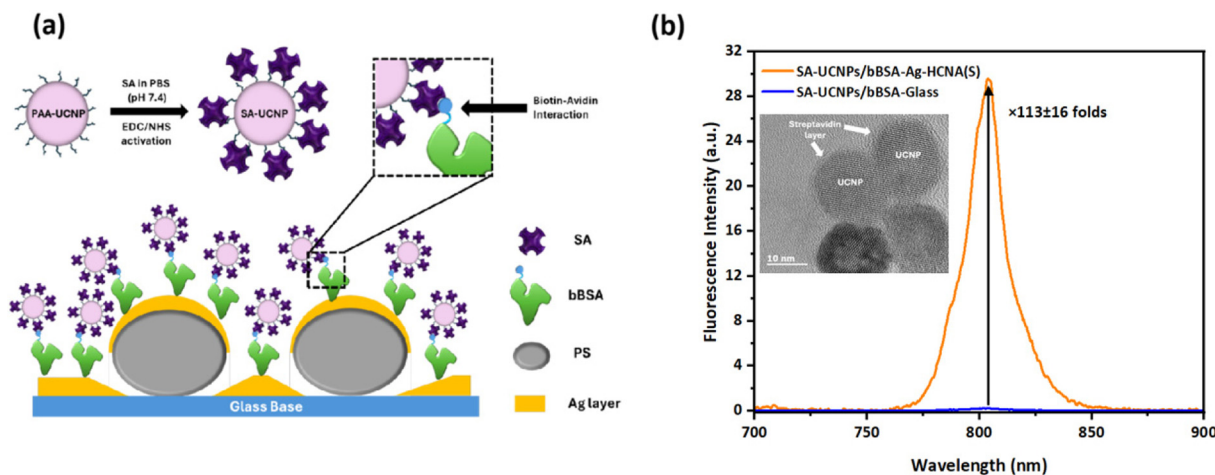 (a)
PAA-UCNP
SA in PBS
(pH 7.4)
EDC/NHS
activation
SA-UCNP
Biotin-Avidin
Interaction
SA
bBSA
PS
Ag layer
Glass Base
(b)
Fluorescence Intensity (a.u.)
32
28
24
20
16
12
8
4
0
SA-UCNPs/bBSA-Ag-HCNA(S)
SA-UCNPs/bBSA-Glass
×113±16 folds
Streptavidin
layer
UCNP
UCNP
10 nm
700
750
800
850
900
Wavelength (nm)